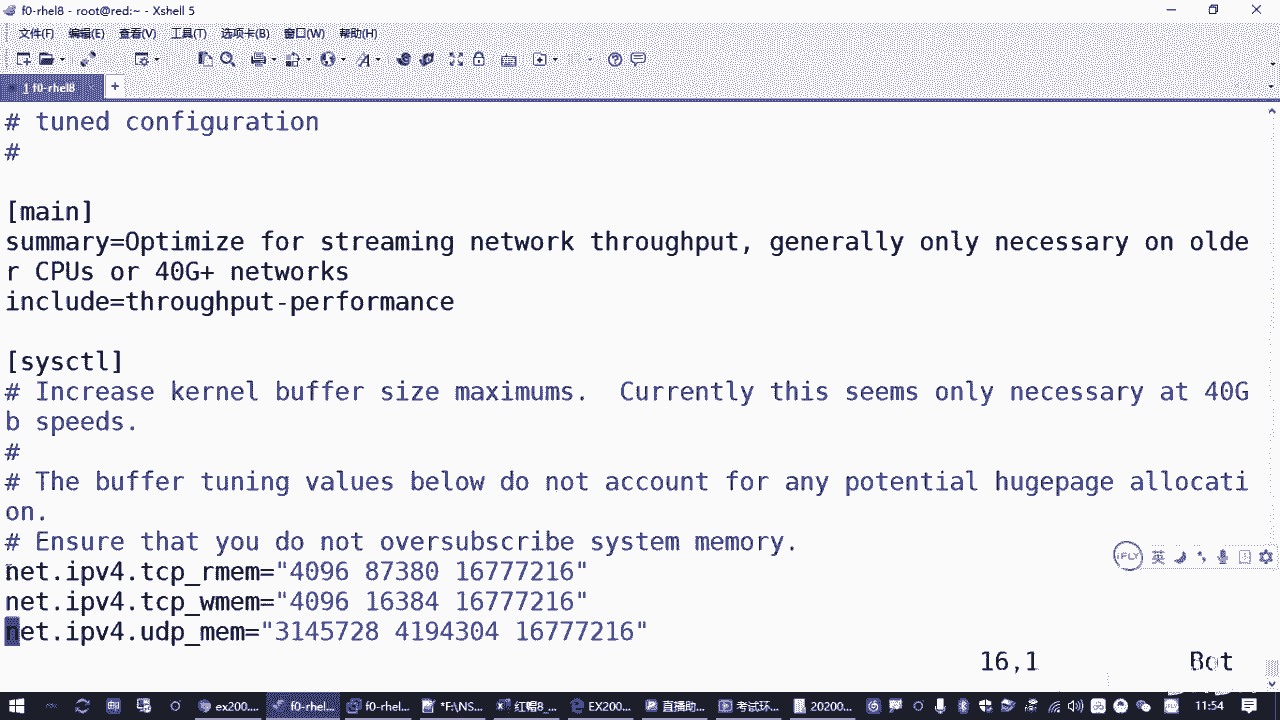 f0-rhel8 - root@red:~ - Xshell 5
文件(F) 编辑(E) 查看(V) 工具(T) 选项卡(B) 窗口(W) 帮助(H)
1 f0-rhel8 +
# tuned configuration
#
[main]
summary=Optimize for streaming network throughput, generally only necessary on olde
r CPUs or 40G+ networks
include=throughput-performance
[sysctl]
# Increase kernel buffer size maximums.  Currently this seems only necessary at 40G
b speeds.
#
# The buffer tuning values below do not account for any potential hugepage allocati
on.
# Ensure that you do not oversubscribe system memory.
net.ipv4.tcp_rmem="4096 87380 16777216"
net.ipv4.tcp_wmem="4096 16384 16777216"
net.ipv4.udp_mem="3145728 4194304 16777216"
16,1 Bot
iFLY 英
ex200... f0-rhel... f0-rhel... *F:\NS... 红帽8_... EX200... 直播助... 考试环... 20200... 11:54